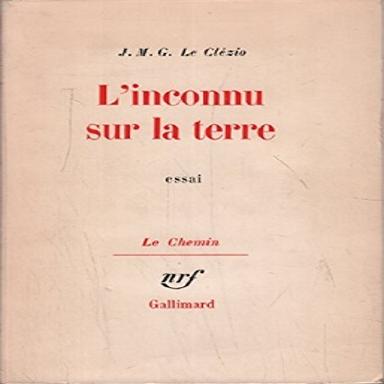 J. M. G. Le Clézio
L'inconnu
sur la terre
essai
Le Chemin
nrf
Gallimard